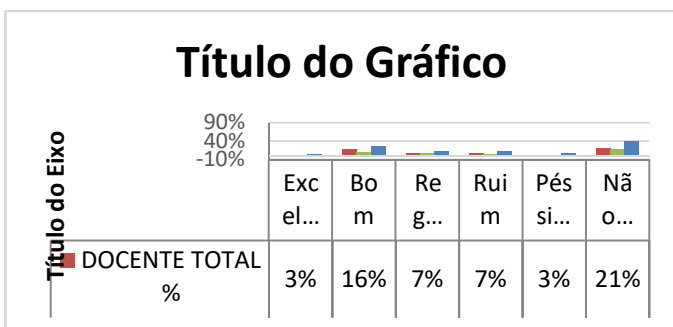 Título do Gráfico
Título do Eixo
90%
40%
-10%
Exc
el...
Bo
m
Re
g...
Rui
m
Pés
si...
Nã
o...
DOCENTE TOTAL
%
3%
16%
7%
7%
3%
21%